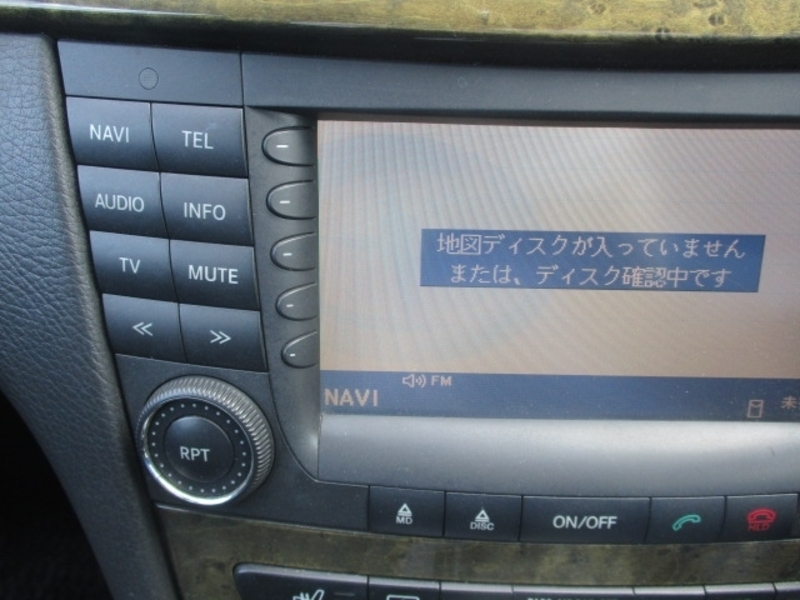 NAVI
TEL
AUDIO
INFO
TV
MUTE
RPT
地図ディスクが入っていません
または、ディスク確認中です
FM
NAVI
未
MD
DISC
ON/OFF